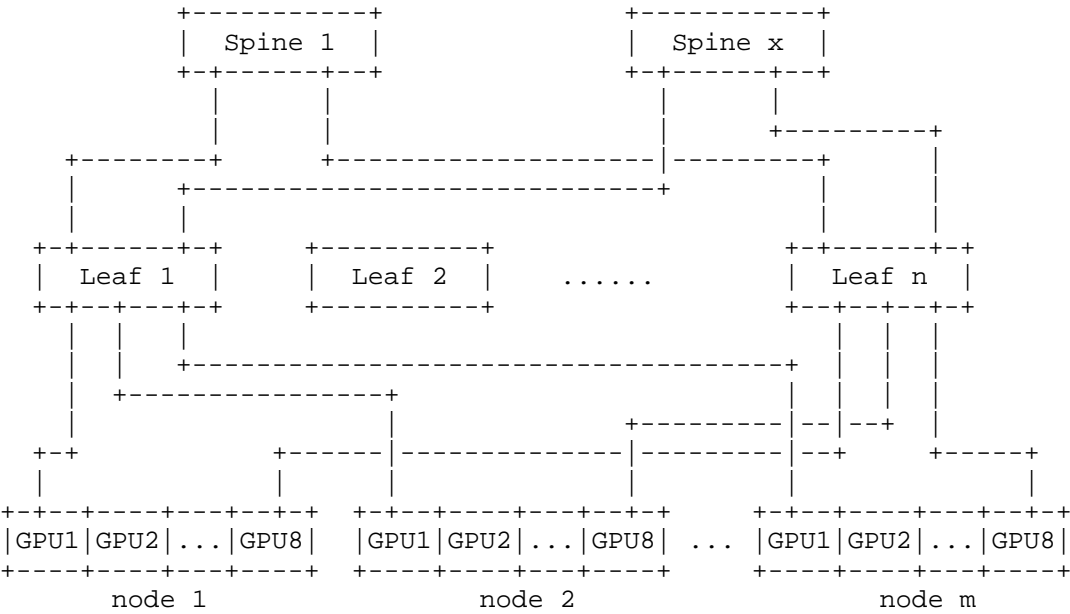 Spine 1 Spine x
Leaf 1 Leaf 2 ...... Leaf n
GPU1 GPU2 ... GPU8 GPU1 GPU2 ... GPU8 ... GPU1 GPU2 ... GPU8
node 1 node 2 node m